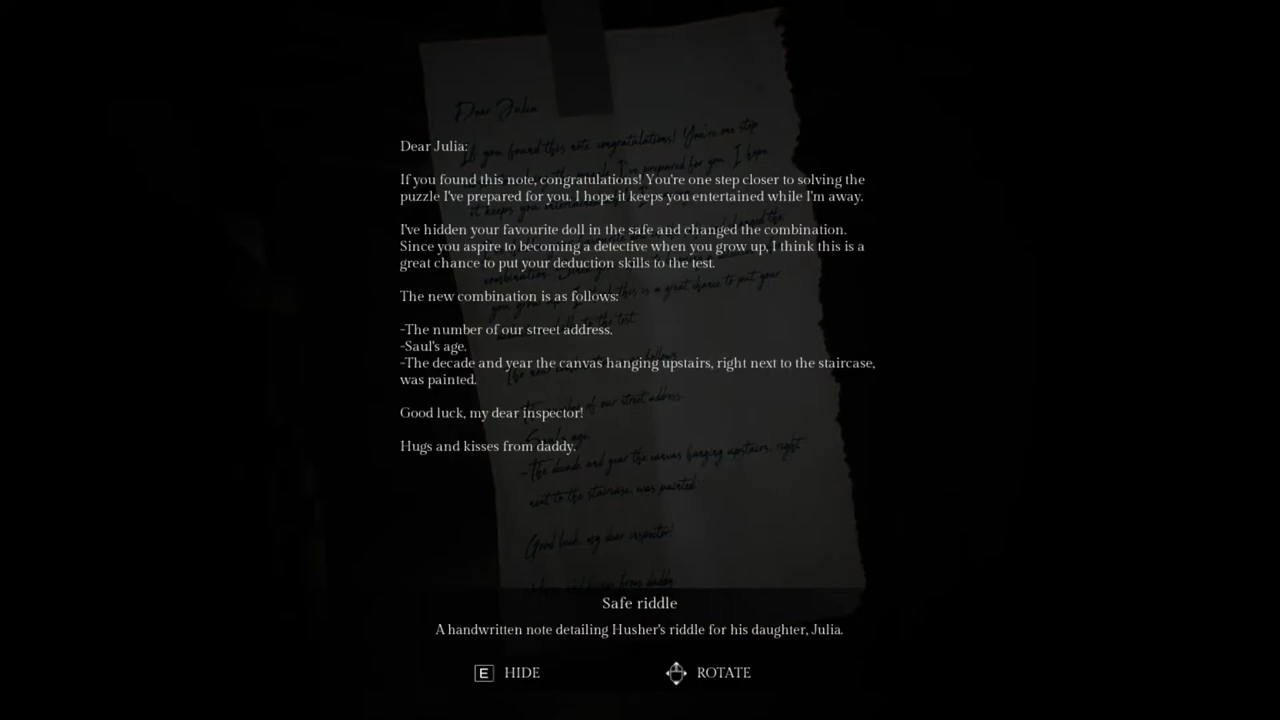 Dear Julia:
If you found this note, congratulations! You're one step closer to solving the
puzzle I've prepared for you. I hope it keeps you entertained while I'm away.
I've hidden your favourite doll in the safe and changed the combination.
Since you aspire to becoming a detective when you grow up, I think this is a
great chance to put your deduction skills to the test.
The new combination is as follows:
-The number of our street address.
-Saul's age.
-The decade and year the canvas hanging upstairs, right next to the staircase,
was painted.
Good luck, my dear inspector!
Hugs and kisses from daddy.
Safe riddle
A handwritten note detailing Husher's riddle for his daughter, Julia.
E HIDE
ROTATE